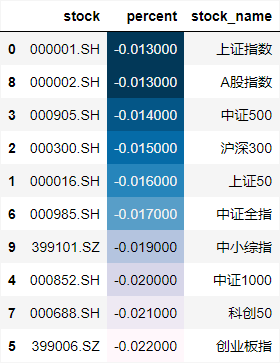 stock percent stock_name
0 000001.SH -0.013000 上证指数
8 000002.SH -0.013000 A股指数
3 000905.SH -0.014000 中证500
2 000300.SH -0.015000 沪深300
1 000016.SH -0.016000 上证50
6 000985.SH -0.017000 中证全指
9 399101.SZ -0.019000 中小综指
4 000852.SH -0.020000 中证1000
7 000688.SH -0.021000 科创50
5 399006.SZ -0.022000 创业板指